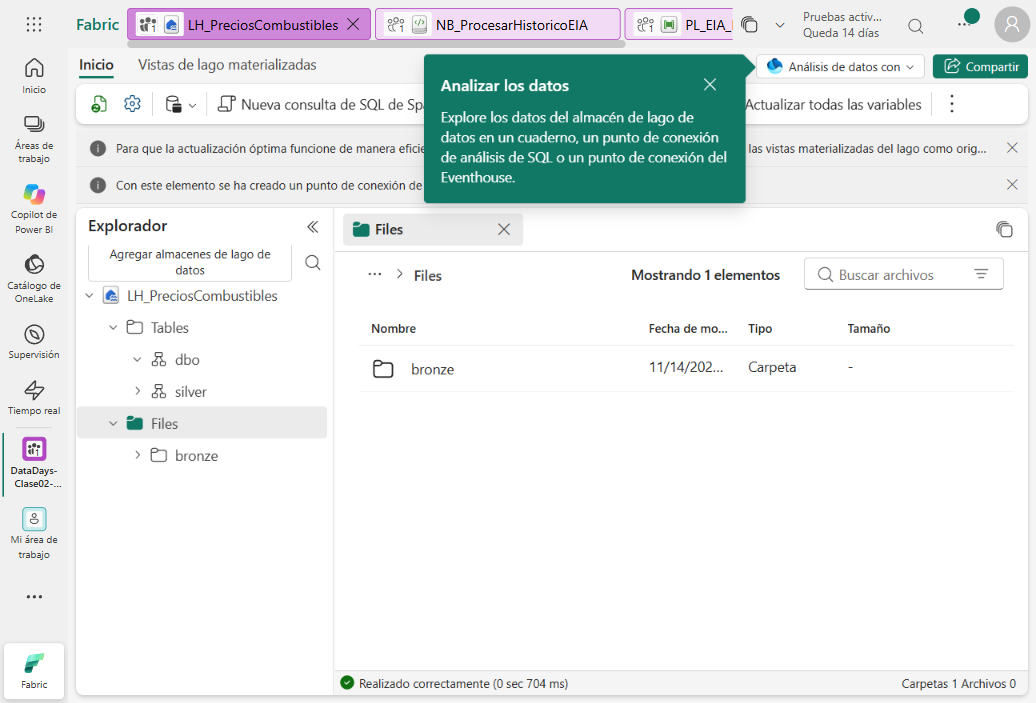 Fabric
LH_PreciosCombustibles
NB_ProcesarHistoricoEIA
PL_EIA_
Pruebas activ...
Queda 14 días
Inicio
Vistas de lago materializadas
Análisis de datos con
Compartir
Nueva consulta de SQL de Sp
Actualizar todas las variables
Analizar los datos
Explore los datos del almacén de lago de
datos en un cuaderno, un punto de conexión
de análisis de SQL o un punto de conexión del
Eventhouse.
Para que la actualización óptima funcione de manera eficie
las vistas materializadas del lago como orig...
Con este elemento se ha creado un punto de conexión de
Inicio
Áreas de
trabajo
Copilot de
Power BI
Catálogo de
OneLake
Supervisión
Tiempo real
DataDays-
Clase02-...
Mi área de
trabajo
Fabric
Explorador
Agregar almacenes de lago de
datos
LH_PreciosCombustibles
Tables
dbo
silver
Files
bronze
Files
... > Files
Mostrando 1 elementos
Buscar archivos
Nombre
Fecha de mo...
Tipo
Tamaño
bronze
11/14/202...
Carpeta
-
Realizado correctamente (0 sec 704 ms)
Carpetas 1 Archivos 0